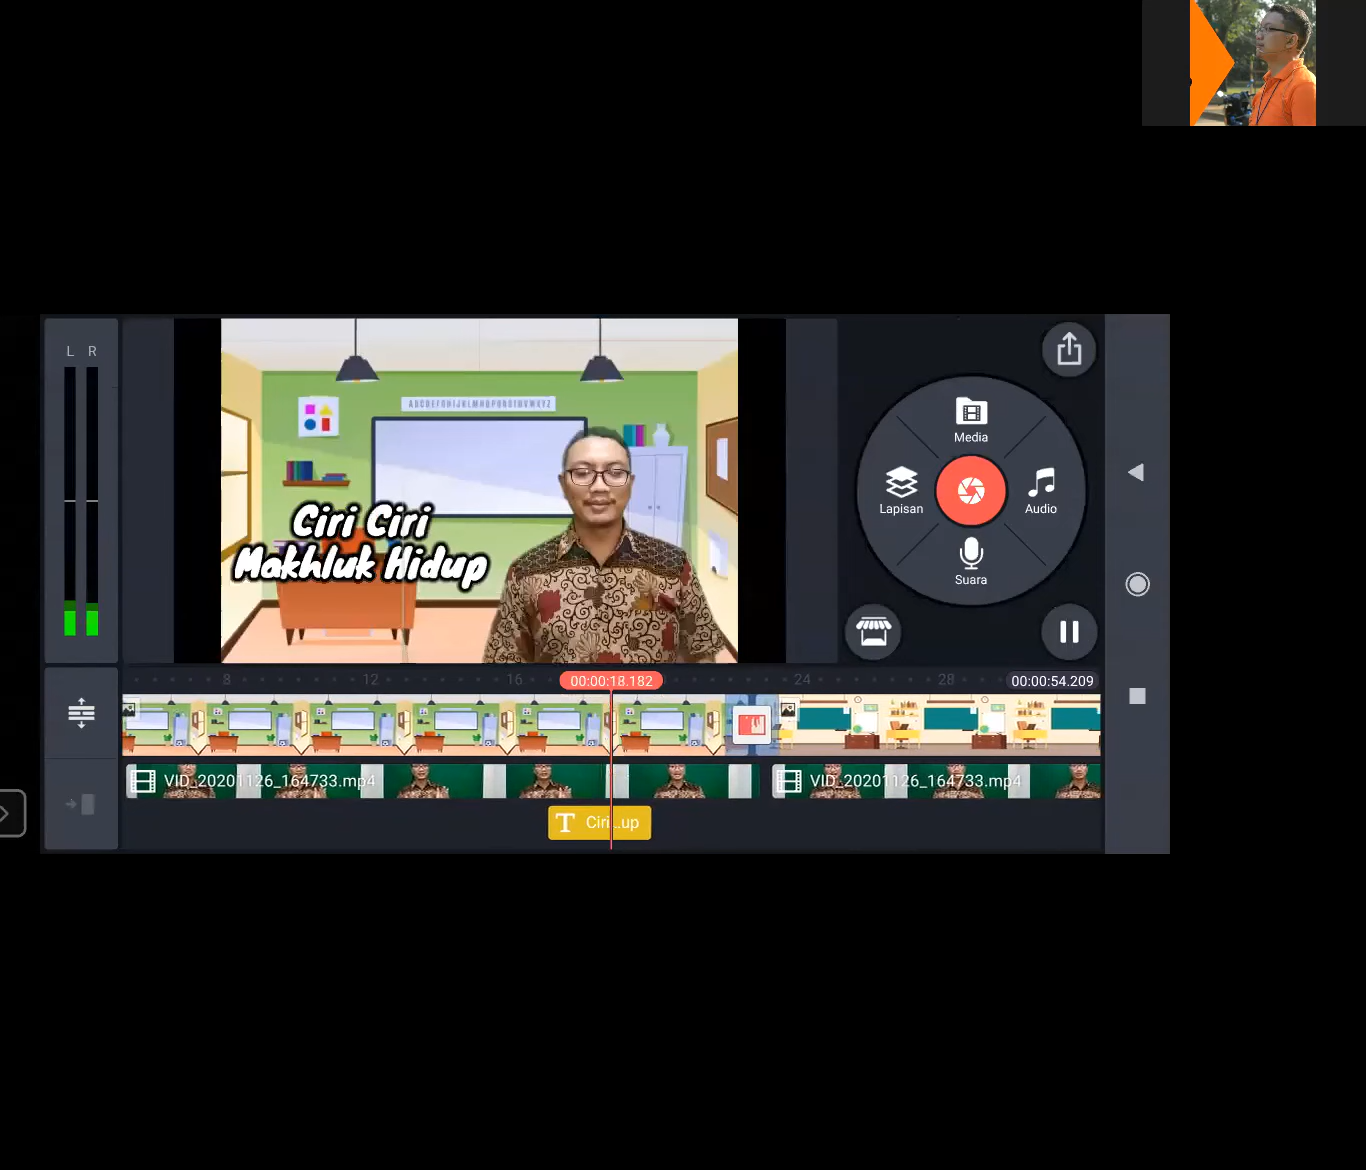 L R
ABCDEFGHIJKLMNOPQRSTUVWXYZ
Ciri Ciri
Makhluk Hidup
Media
Lapisan
Audio
Suara
8 12 16 00:00:18.182 24 28 00:00:54.209
VID_20201126_164733.mp4 VID_20201126_164733.mp4
T Ciri...up